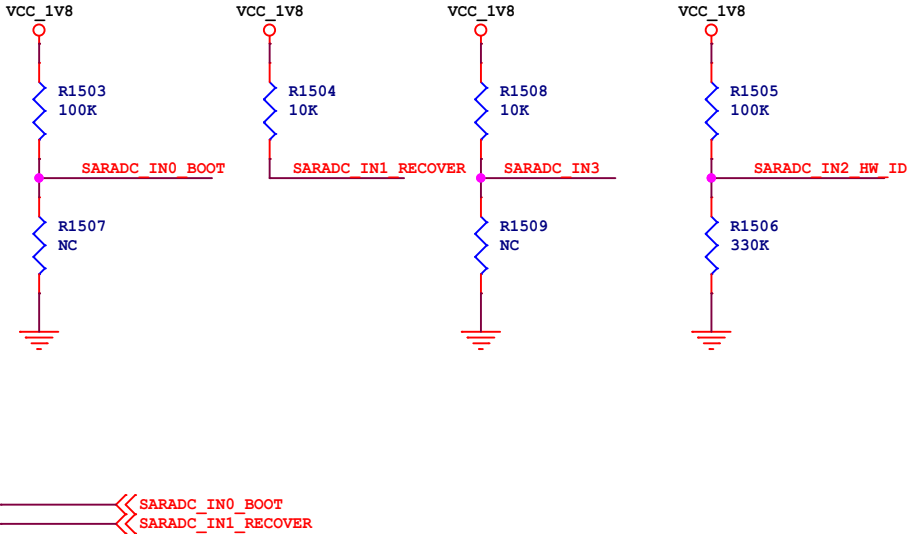 VCC_1V8
VCC_1V8
VCC_1V8
VCC_1V8
R1503
100K
R1504
10K
R1508
10K
R1505
100K
SARADC_IN0_BOOT
SARADC_IN1_RECOVER
SARADC_IN3
SARADC_IN2_HW_ID
R1507
NC
R1509
NC
R1506
330K
SARADC_IN0_BOOT
SARADC_IN1_RECOVER